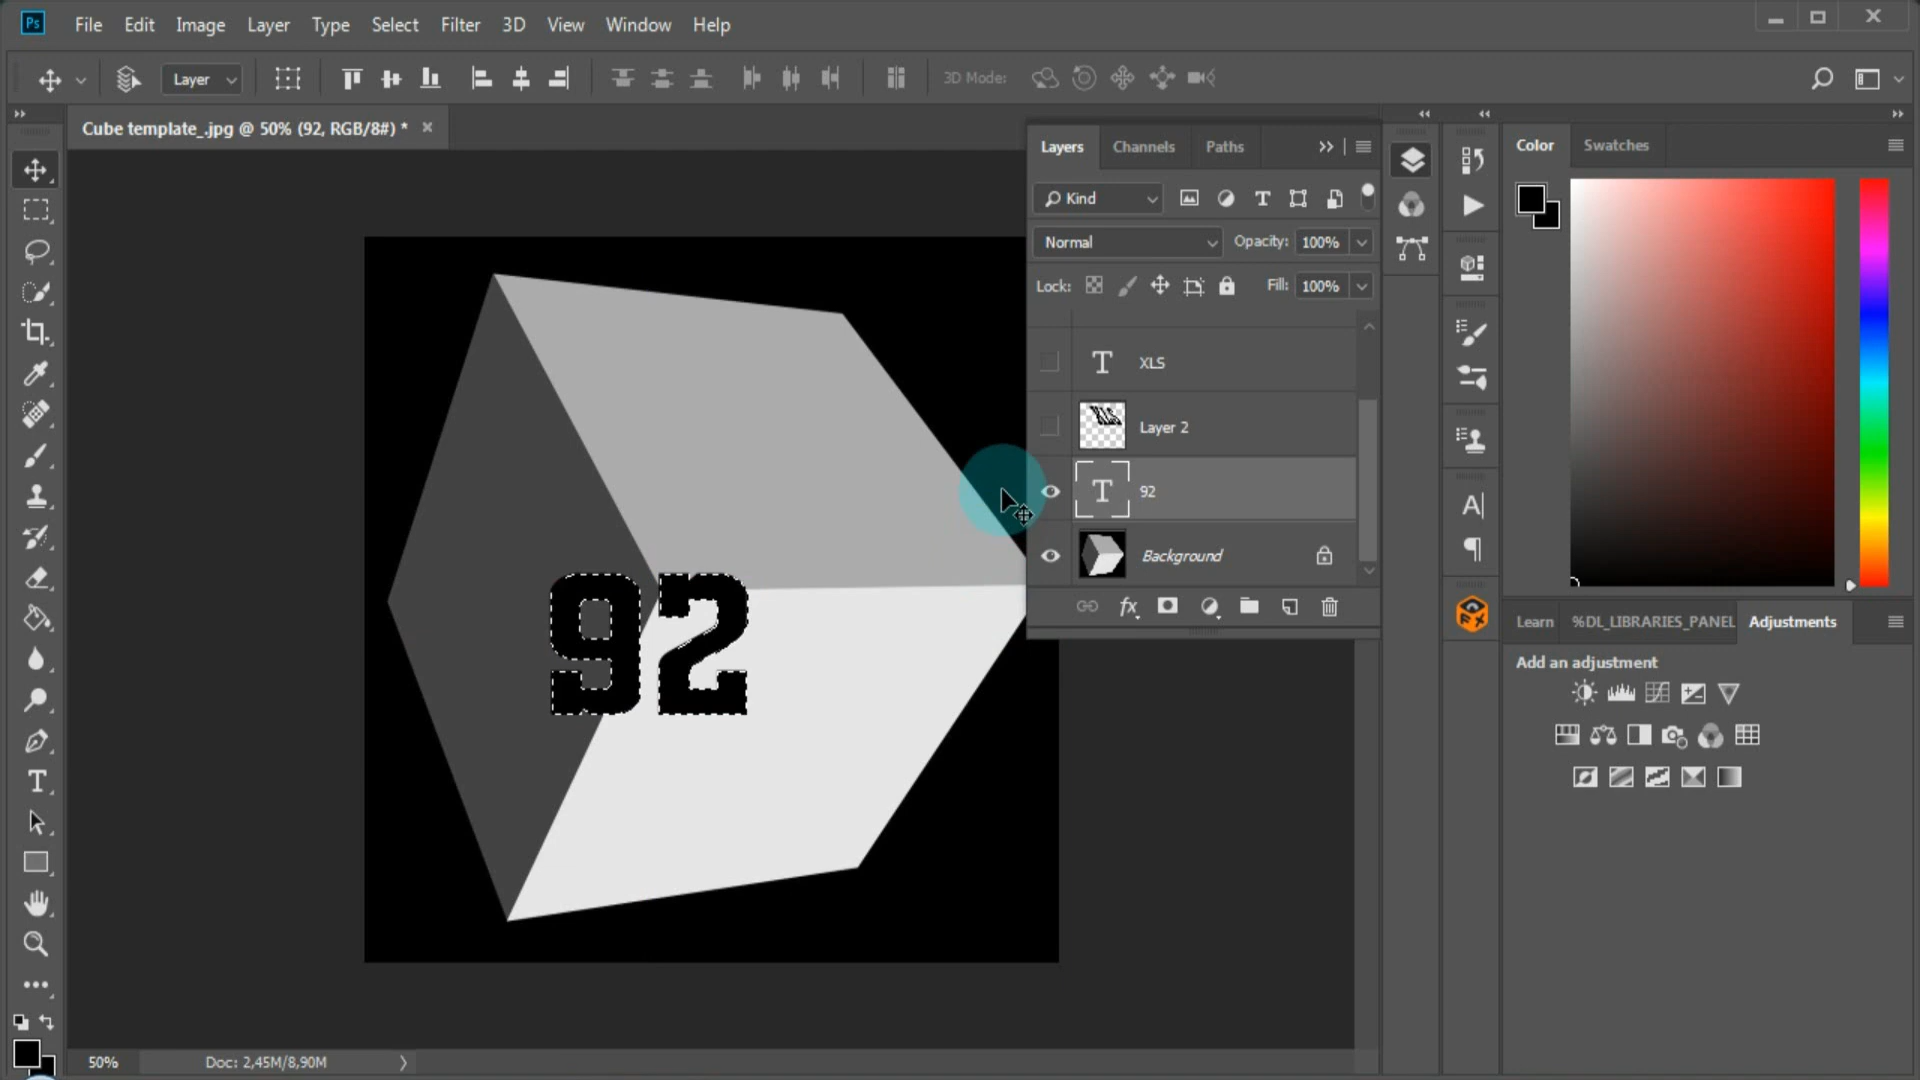 Ps File Edit Image Layer Type Select Filter 3D View Window Help
Layer 3D Mode:
Cube template_.jpg @ 50% (92, RGB/8#) * ×
Layers Channels Paths
Kind T
Normal Opacity: 100%
Lock: Fill: 100%
T XLS
Layer 2
T 92
Background
fx
92
50% Doc: 2,45M/8,90M
Color Swatches
A
FX
Learn %DL_LIBRARIES_PANEL Adjustments
Add an adjustment